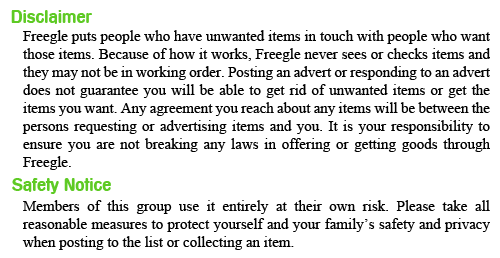 Disclaimer
Freegle puts people who have unwanted items in touch with people who want
those items. Because of how it works, Freegle never sees or checks items and
they may not be in working order. Posting an advert or responding to an advert
does not guarantee you will be able to get rid of unwanted items or get the
items you want. Any agreement you reach about any items will be between the
persons requesting or advertising items and you. It is your responsibility to
ensure you are not breaking any laws in offering or getting goods through
Freegle.
Safety Notice
Members of this group use it entirely at their own risk. Please take all
reasonable measures to protect yourself and your family’s safety and privacy
when posting to the list or collecting an item.